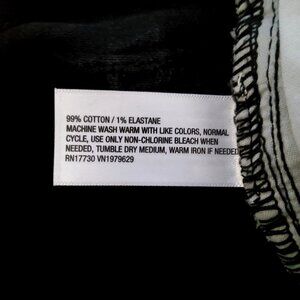 99% COTTON / 1% ELASTANE
MACHINE WASH WARM WITH LIKE COLORS, NORMAL
CYCLE, USE ONLY NON-CHLORINE BLEACH WHEN
NEEDED, TUMBLE DRY MEDIUM, WARM IRON IF NEEDED
RN17730 VN1979629